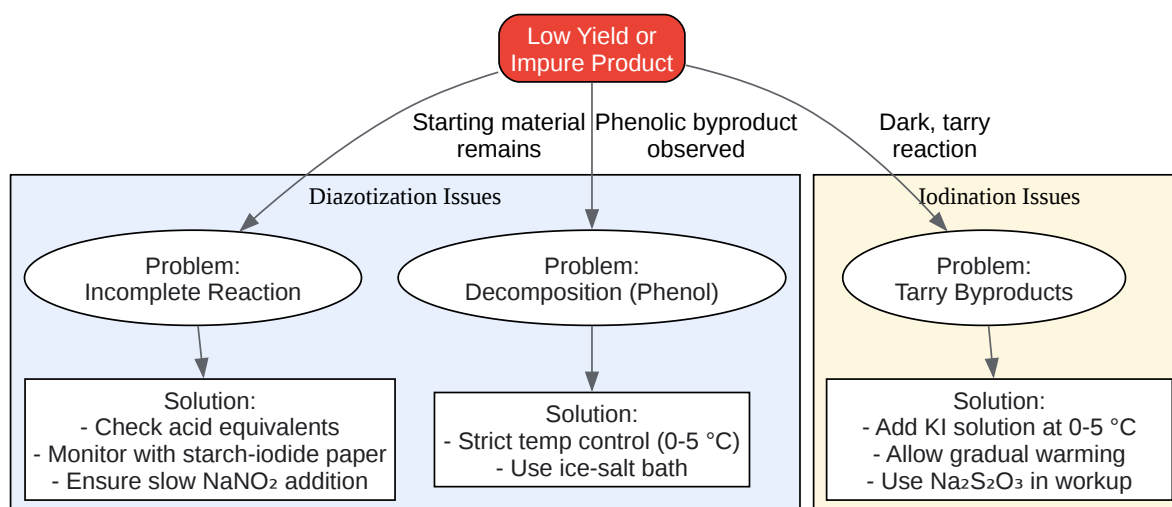 Low Yield or
Impure Product
Starting material
remains
Phenolic byproduct
observed
Dark, tarry
reaction
Diazotization Issues
Iodination Issues
Problem:
Incomplete Reaction
Problem:
Decomposition (Phenol)
Problem:
Tarry Byproducts
Solution:
- Check acid equivalents
- Monitor with starch-iodide paper
- Ensure slow NaNO₂ addition
Solution:
- Strict temp control (0-5 °C)
- Use ice-salt bath
Solution:
- Add KI solution at 0-5 °C
- Allow gradual warming
- Use Na₂S₂O₃ in workup